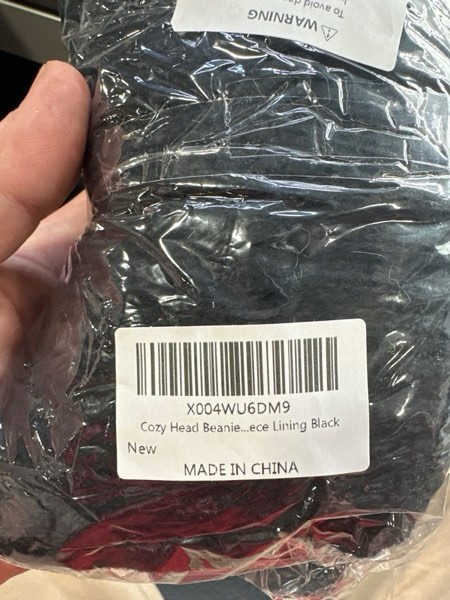 ⚠ WARNING
To avoid
X004WU6DM9
Cozy Head Beanie...ece Lining Black
New
MADE IN CHINA